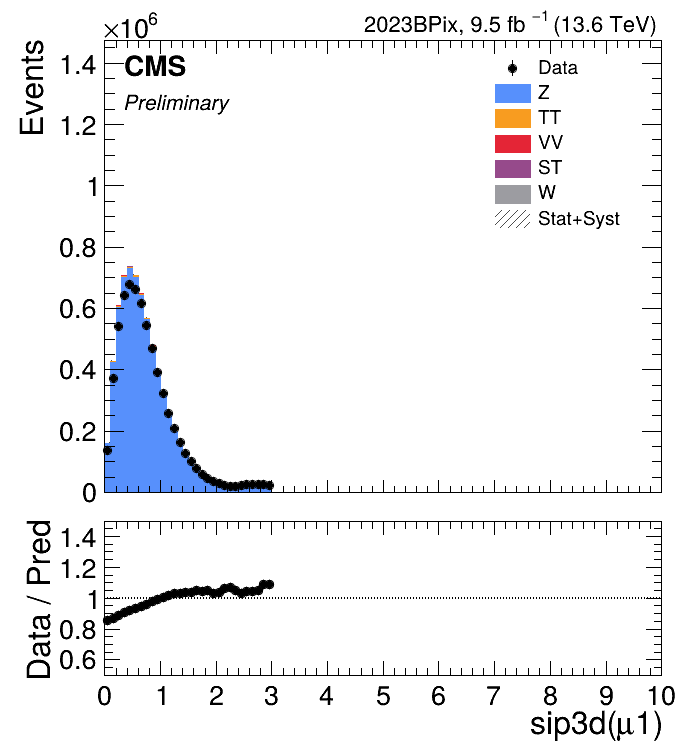 ×10⁶
2023BPix, 9.5 fb ⁻¹ (13.6 TeV)
Events
CMS
Preliminary
Data
Z
TT
VV
ST
W
Stat+Syst
1.4
1.2
1
0.8
0.6
0.4
0.2
0
Data / Pred
1.4
1.2
1
0.8
0.6
0 1 2 3 4 5 6 7 8 9 10
sip3d(μ1)